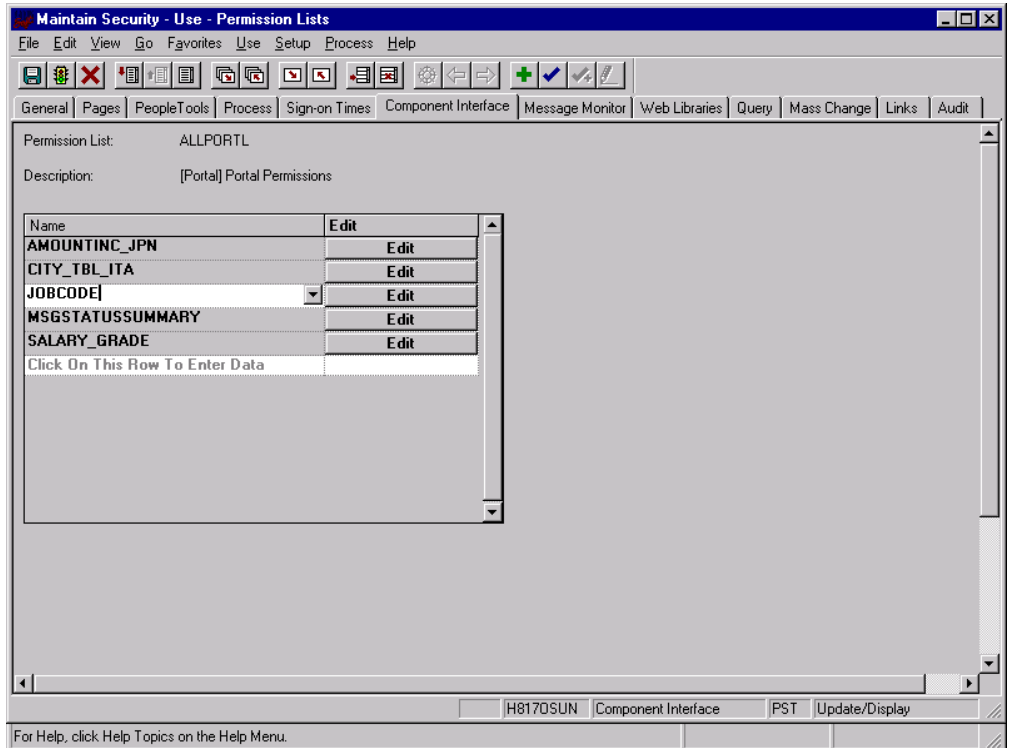 Maintain Security - Use - Permission Lists
File Edit View Go Favorites Use Setup Process Help
General Pages PeopleTools Process Sign-on Times Component Interface Message Monitor Web Libraries Query Mass Change Links Audit
Permission List: ALLPORTL
Description: [Portal] Portal Permissions
Name Edit
AMOUNTINC_JPN Edit
CITY_TBL_ITA Edit
JOBCODE Edit
MSGSTATUSSUMMARY Edit
SALARY_GRADE Edit
Click On This Row To Enter Data
H8170SUN Component Interface PST Update/Display
For Help, click Help Topics on the Help Menu.